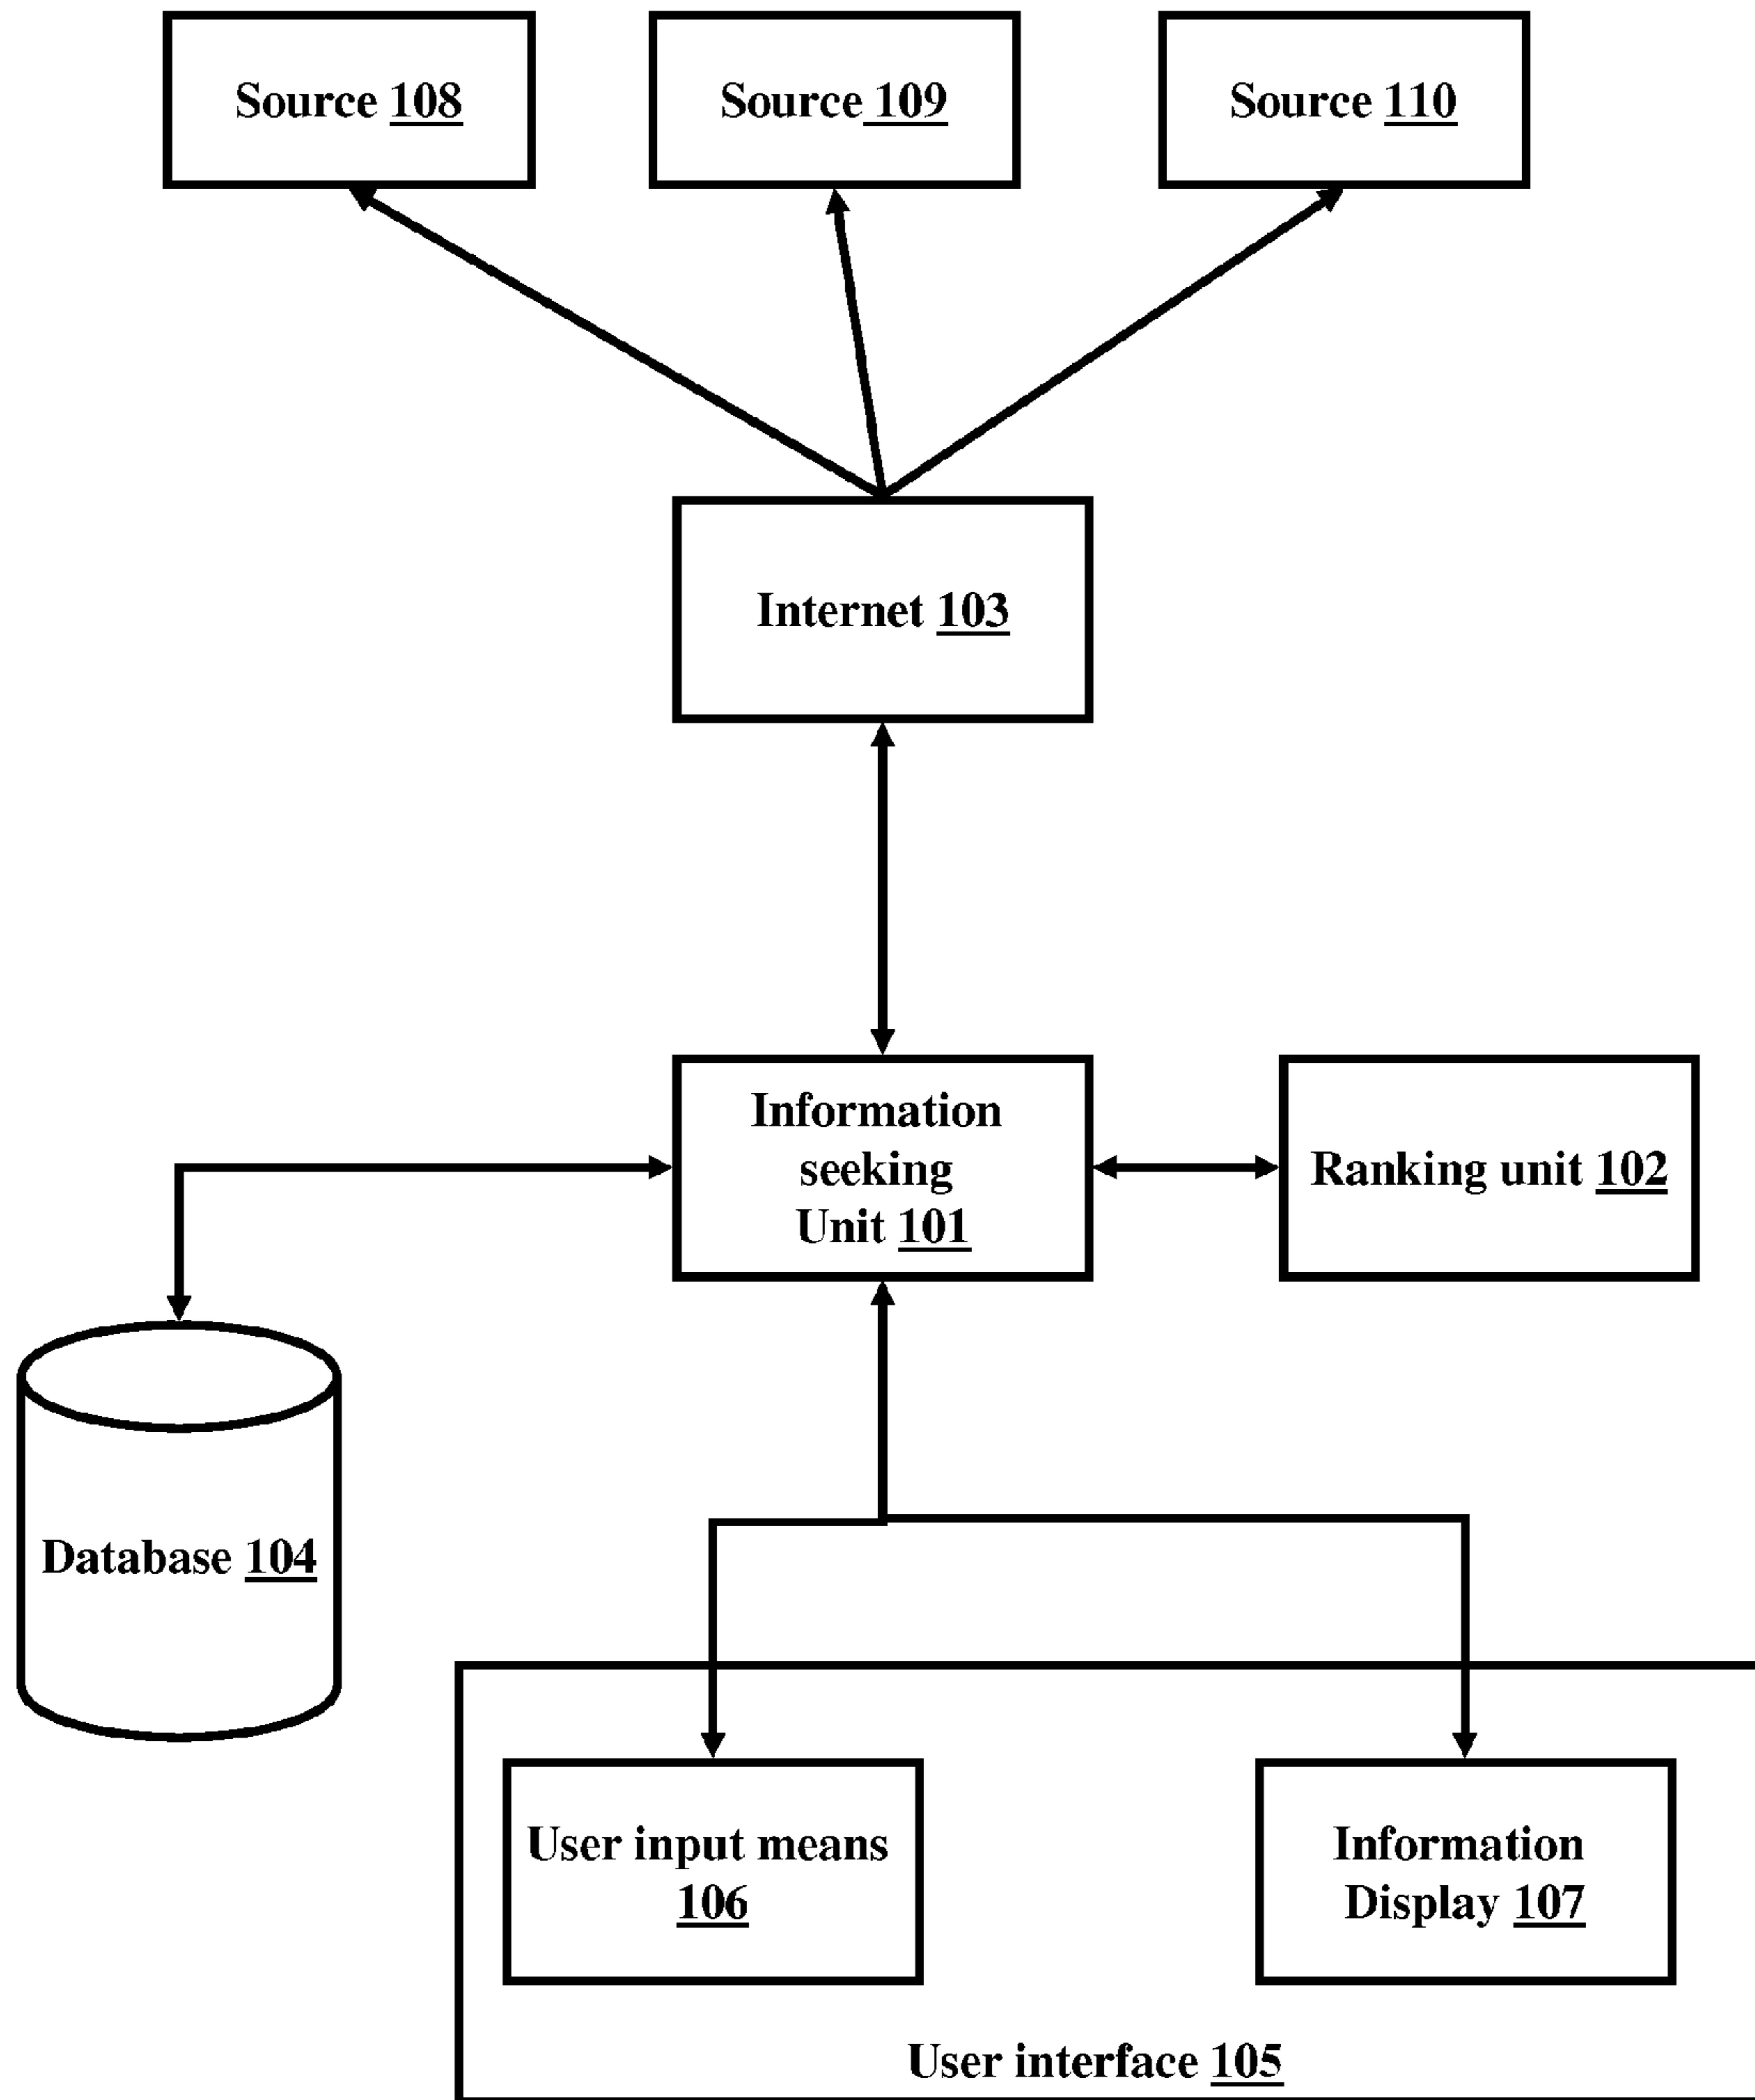 Source 108
Source 109
Source 110
Internet 103
Information
seeking
Unit 101
Ranking unit 102
Database 104
User input means
106
Information
Display 107
User interface 105